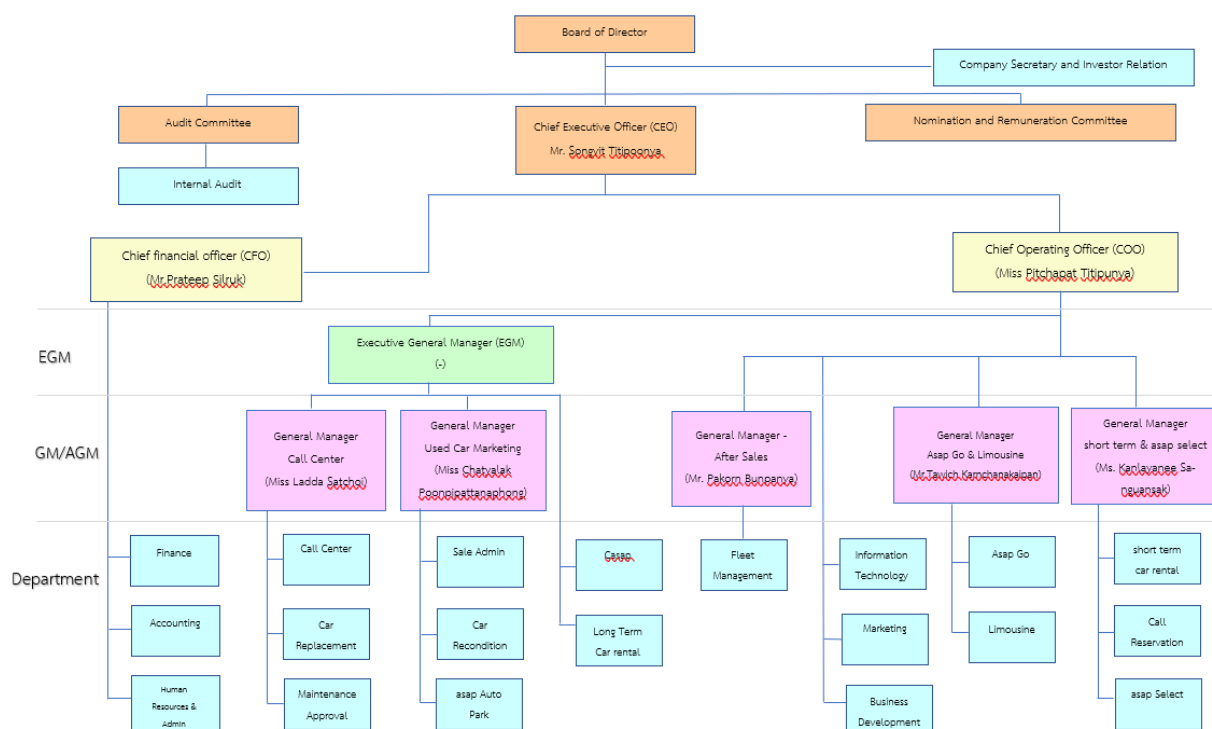 Board of Director
Company Secretary and Investor Relation
Audit Committee
Chief Executive Officer (CEO)
Mr. Songvit Titipoonya
Nomination and Remuneration Committee
Internal Audit
Chief financial officer (CFO)
(Mr.Prateep Silruk)
Chief Operating Officer (COO)
(Miss Pitchapat Titipunya)
EGM
Executive General Manager (EGM)
(-)
GM/AGM
General Manager
Call Center
(Miss Ladda Satchoi)
General Manager
Used Car Marketing
(Miss Chatyalak
Poonpipattanaphong)
General Manager -
After Sales
(Mr. Pakorn Bunpanya)
General Manager
Asap Go & Limousine
(Mr.Tawich Karnchanakaipan)
General Manager
short term & asap select
(Ms. Kanlayanee Sa-
nguansak)
Department
Finance
Accounting
Human
Resources &
Admin
Call Center
Car
Replacement
Maintenance
Approval
Sale Admin
Car
Recondition
asap Auto
Park
Casap
Long Term
Car rental
Fleet
Management
Information
Technology
Marketing
Business
Development
Asap Go
Limousine
short term
car rental
Call
Reservation
asap Select